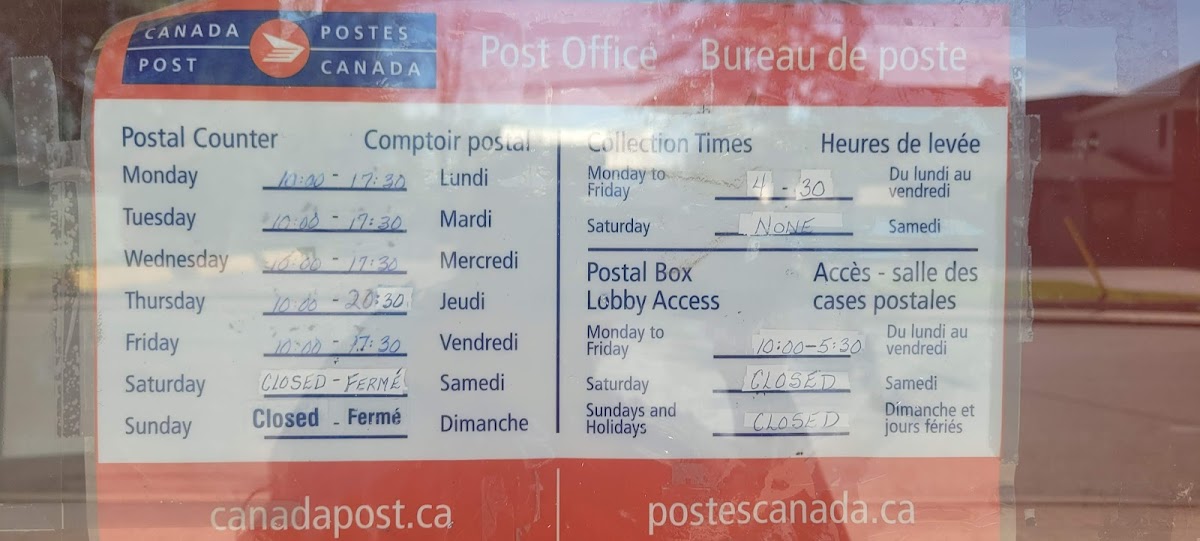 CANADA POSTES
POST CANADA
Post Office Bureau de poste
Postal Counter Comptoir postal
Monday 10:00 - 17:30 Lundi
Tuesday 10:00 - 17:30 Mardi
Wednesday 10:00 - 17:30 Mercredi
Thursday 10:00 - 20:30 Jeudi
Friday 10:00 - 17:30 Vendredi
Saturday CLOSED - FERMÉ Samedi
Sunday Closed - Fermé Dimanche
Collection Times Heures de levée
Monday to Du lundi au
Friday 4 - 30 vendredi
Saturday NONE Samedi
Postal Box Accès - salle des
Lobby Access cases postales
Monday to Du lundi au
Friday 10:00-5:30 vendredi
Saturday CLOSED Samedi
Sundays and Dimanche et
Holidays CLOSED jours fériés
canadapost.ca postescanada.ca